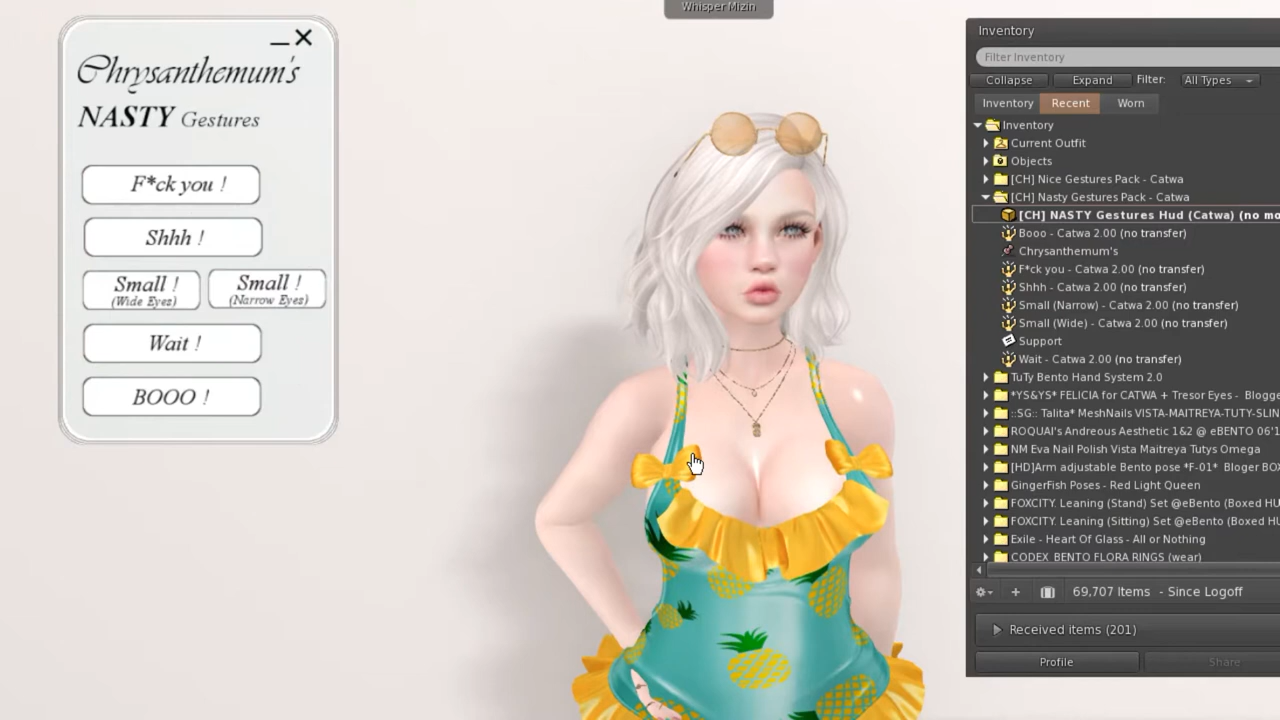 Whisper Mizin
Chrysanthemum's
NASTY Gestures
F*ck you !
Shhh !
Small !
(Wide Eyes)
Small !
(Narrow Eyes)
Wait !
BOOO !
Inventory
Filter Inventory
Collapse Expand Filter: All Types
Inventory Recent Worn
Inventory
Current Outfit
Objects
[CH] Nice Gestures Pack - Catwa
[CH] Nasty Gestures Pack - Catwa
[CH] NASTY Gestures Hud (Catwa) (no mo
Booo - Catwa 2.00 (no transfer)
Chrysanthemum's
F*ck you - Catwa 2.00 (no transfer)
Shhh - Catwa 2.00 (no transfer)
Small (Narrow) - Catwa 2.00 (no transfer)
Small (Wide) - Catwa 2.00 (no transfer)
Support
Wait - Catwa 2.00 (no transfer)
TuTy Bento Hand System 2.0
*YS&YS* FELICIA for CATWA + Tresor Eyes - Blogge
::SG:: Talita* MeshNails VISTA-MAITREYA-TUTY-SLIN
ROQUAI's Andreous Aesthetic 1&2 @ eBENTO 06'1
NM Eva Nail Polish Vista Maitreya Tutys Omega
[HD]Arm adjustable Bento pose *F-01* Bloger BOX
GingerFish Poses - Red Light Queen
FOXCITY. Leaning (Stand) Set @eBento (Boxed HU
FOXCITY. Leaning (Sitting) Set @eBento (Boxed HU
Exile - Heart Of Glass - All or Nothing
CODEX_BENTO FLORA RINGS (wear)
69,707 Items - Since Logoff
Received items (201)
Profile Share